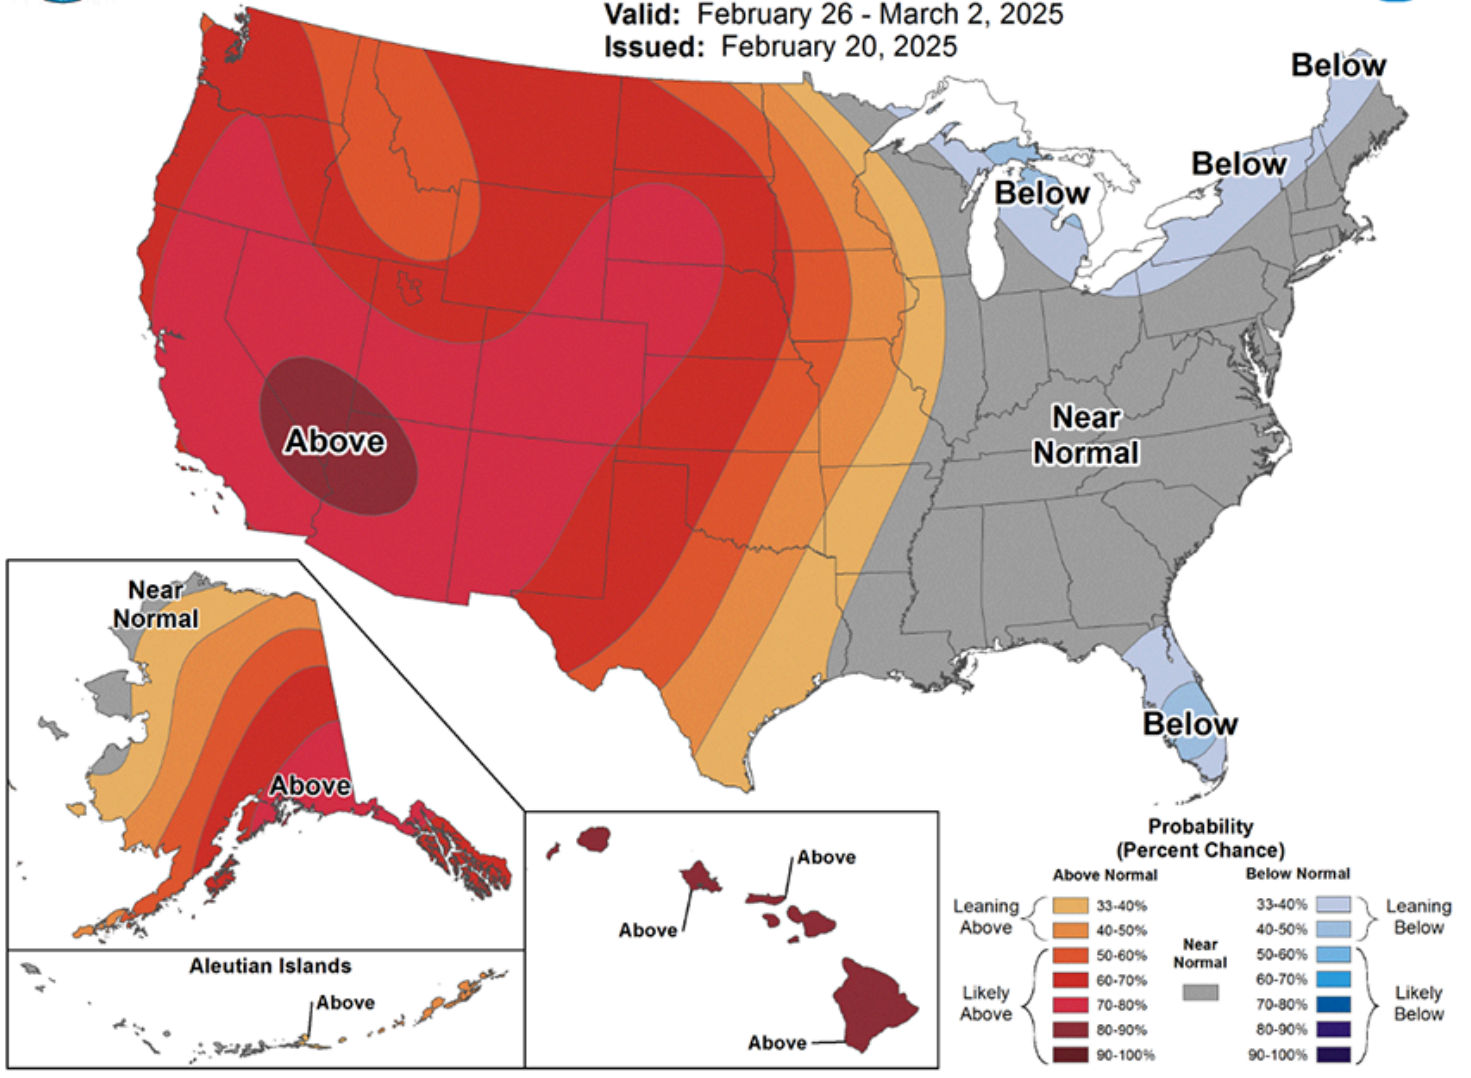 Valid: February 26 - March 2, 2025
Issued: February 20, 2025
Below
Below
Below
Above
Near
Normal
Below
Near
Normal
Above
Aleutian Islands
Above
Above
Above
Above
Probability
(Percent Chance)
Above Normal
Below Normal
Leaning
Above
33-40%
40-50%
Likely
Above
50-60%
60-70%
70-80%
80-90%
90-100%
Near
Normal
33-40%
40-50%
Leaning
Below
50-60%
60-70%
70-80%
80-90%
90-100%
Likely
Below